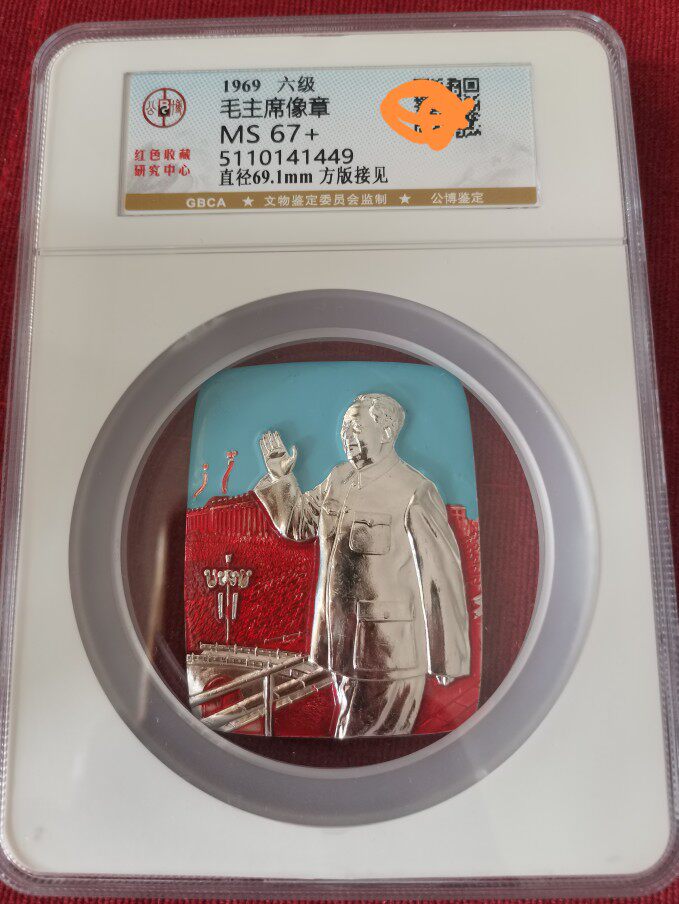 1969 六级
毛主席像章
MS 67+
5110141449
直径69.1mm 方版接见
公博
G
红色收藏
研究中心
GBCA ★ 文物鉴定委员会监制 ★ 公博鉴定